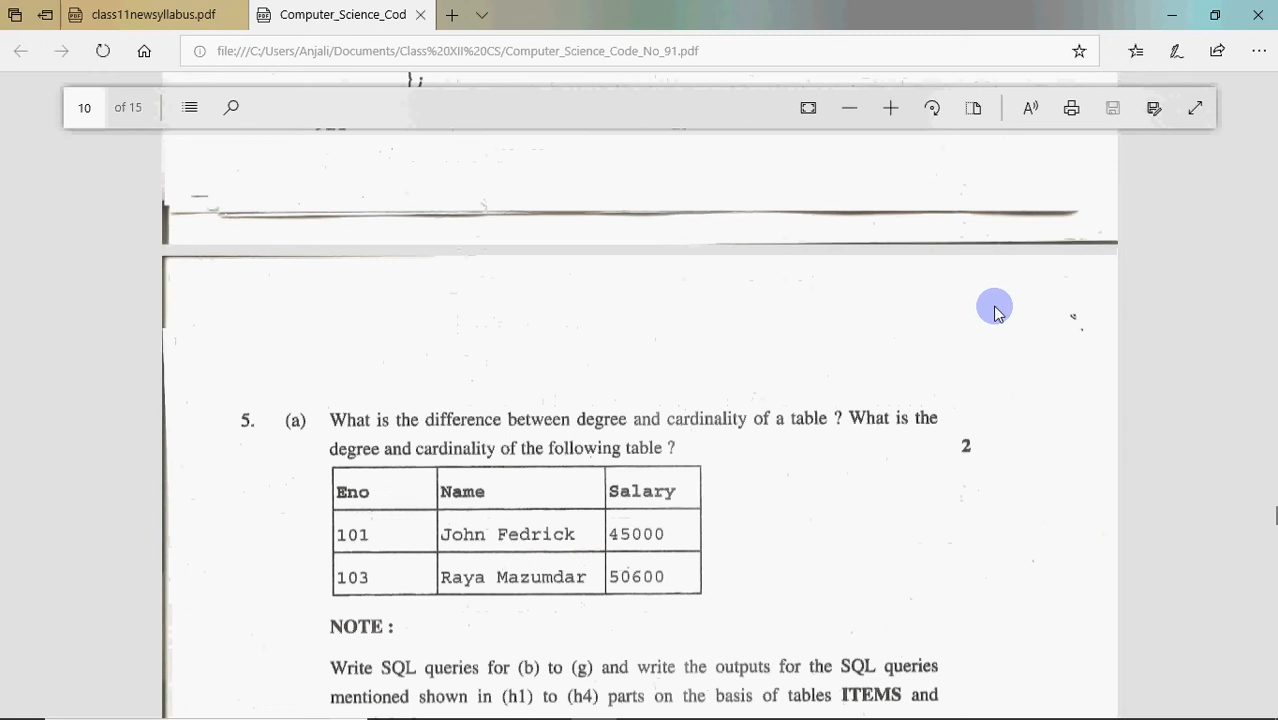 class11newsyllabus.pdf
Computer_Science_Cod
file:///C:/Users/Anjali/Documents/Class%20XII%20CS/Computer_Science_Code_No_91.pdf
};
10 of 15
5. (a) What is the difference between degree and cardinality of a table ? What is the
degree and cardinality of the following table ?
2
Eno Name Salary
101 John Fedrick 45000
103 Raya Mazumdar 50600
NOTE :
Write SQL queries for (b) to (g) and write the outputs for the SQL queries
mentioned shown in (h1) to (h4) parts on the basis of tables ITEMS and